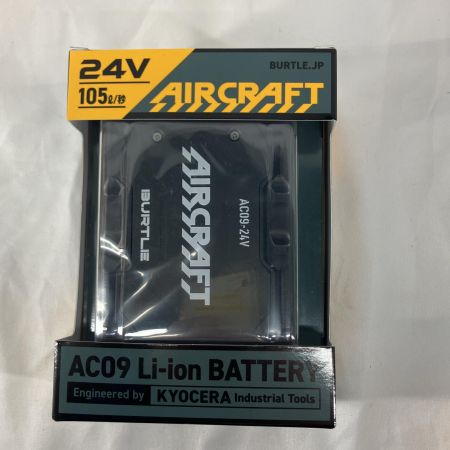 24V
BURTLE.JP
105ℓ/秒
AIRCRAFT
AIRCRAFT
BURTLE
AC09-24V
AC09 Li-ion BATTERY
Engineered by KYOCERA Industrial Tools